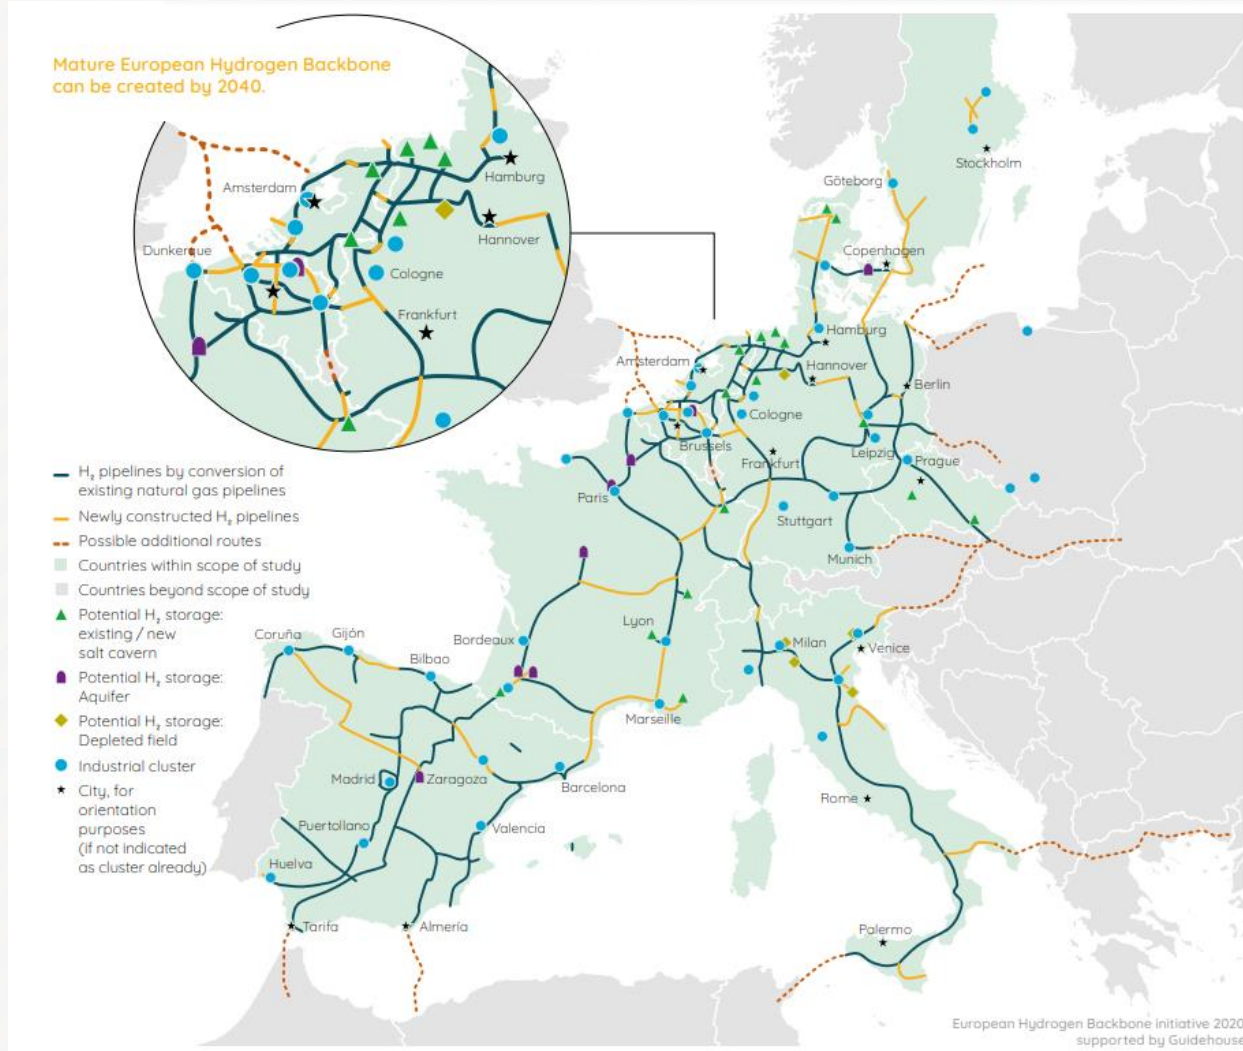 Mature European Hydrogen Backbone
can be created by 2040.
Amsterdam
Hamburg
Dunkerque
Hannover
Cologne
Frankfurt
H₂ pipelines by conversion of
existing natural gas pipelines
Newly constructed H₂ pipelines
Possible additional routes
Countries within scope of study
Countries beyond scope of study
Potential H₂ storage:
existing / new
salt cavern
Potential H₂ storage:
Aquifer
Potential H₂ storage:
Depleted field
Industrial cluster
City, for
orientation
purposes
(if not indicated
as cluster already)
Stockholm
Göteborg
Copenhagen
Hamburg
Amsterdam
Hannover
Berlin
Cologne
Brussels
Leipzig
Frankfurt
Prague
Paris
Stuttgart
Munich
Lyon
Coruña
Gijón
Bordeaux
Milan
Bilbao
Venice
Marseille
Madrid
Zaragoza
Barcelona
Rome
Puertollano
Valencia
Huelva
Tarifa
Almería
Palermo
European Hydrogen Backbone initiative 2020
supported by Guidehouse